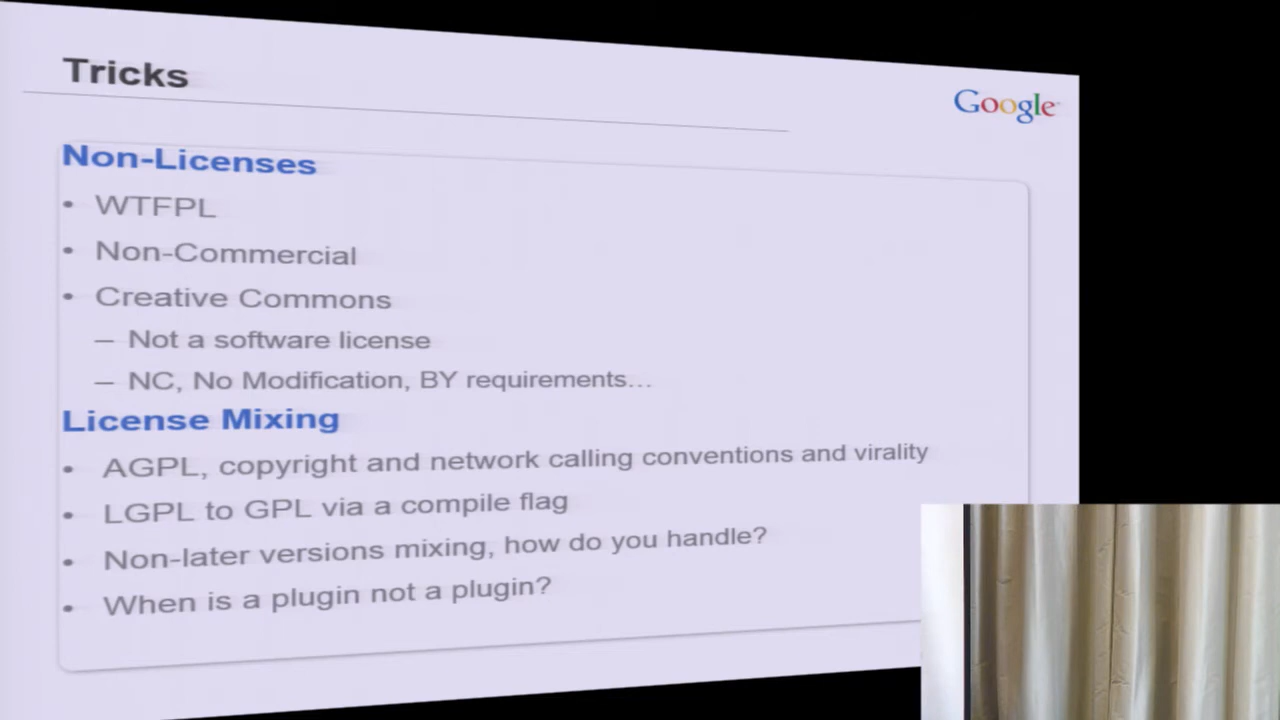 Tricks
Google
Non-Licenses
• WTFPL
• Non-Commercial
• Creative Commons
– Not a software license
– NC, No Modification, BY requirements…
License Mixing
• AGPL, copyright and network calling conventions and virality
• LGPL to GPL via a compile flag
• Non-later versions mixing, how do you handle?
• When is a plugin not a plugin?